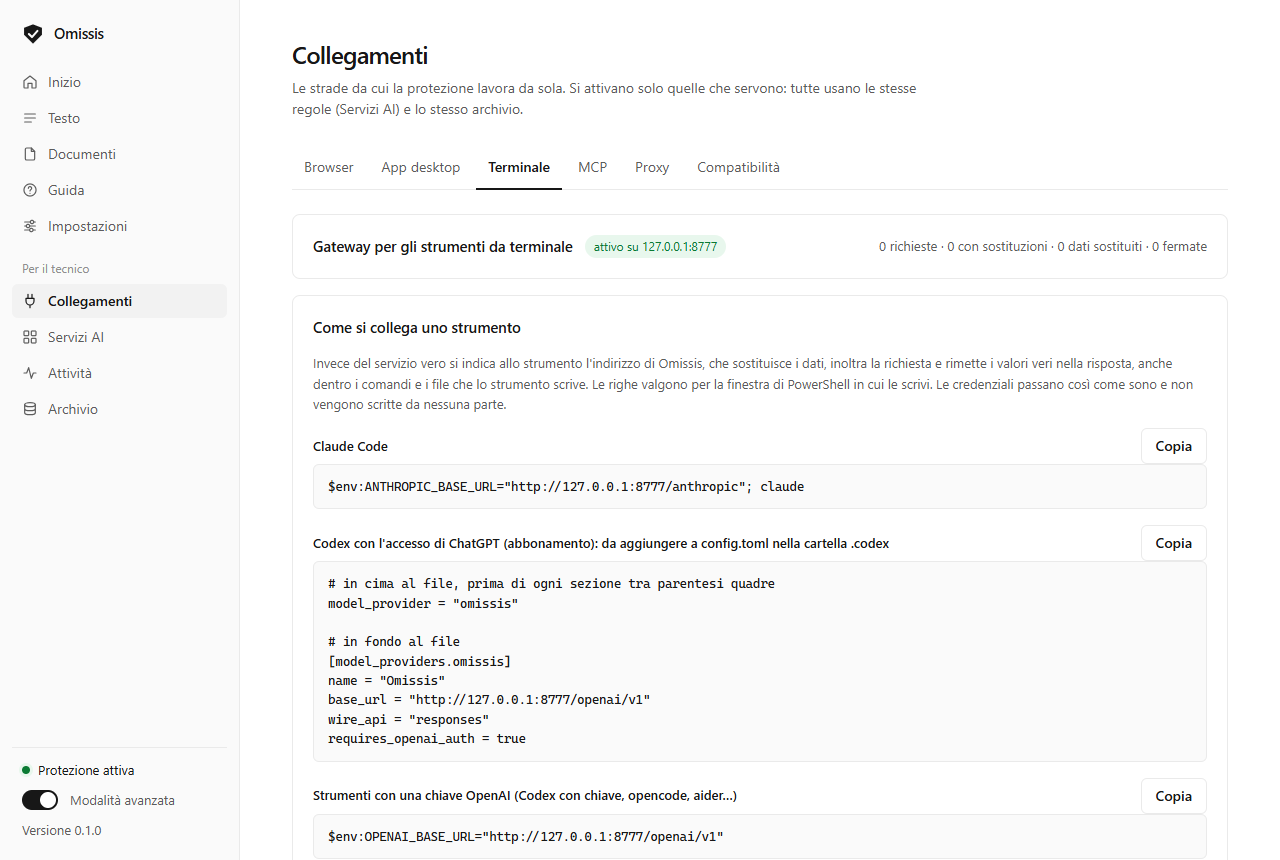 Omissis
Inizio
Testo
Documenti
Guida
Impostazioni
Per il tecnico
Collegamenti
Servizi AI
Attività
Archivio
Protezione attiva
Modalità avanzata
Versione 0.1.0
Collegamenti
Le strade da cui la protezione lavora da sola. Si attivano solo quelle che servono: tutte usano le stesse
regole (Servizi AI) e lo stesso archivio.
Browser App desktop Terminale MCP Proxy Compatibilità
Gateway per gli strumenti da terminale attivo su 127.0.0.1:8777 0 richieste · 0 con sostituzioni · 0 dati sostituiti · 0 fermate
Come si collega uno strumento
Invece del servizio vero si indica allo strumento l'indirizzo di Omissis, che sostituisce i dati, inoltra la richiesta e rimette i valori veri nella risposta, anche
dentro i comandi e i file che lo strumento scrive. Le righe valgono per la finestra di PowerShell in cui le scrivi. Le credenziali passano così come sono e non
vengono scritte da nessuna parte.
Claude Code Copia
$env:ANTHROPIC_BASE_URL="http://127.0.0.1:8777/anthropic"; claude
Codex con l'accesso di ChatGPT (abbonamento): da aggiungere a config.toml nella cartella .codex Copia
# in cima al file, prima di ogni sezione tra parentesi quadre
model_provider = "omissis"
# in fondo al file
[model_providers.omissis]
name = "Omissis"
base_url = "http://127.0.0.1:8777/openai/v1"
wire_api = "responses"
requires_openai_auth = true
Strumenti con una chiave OpenAI (Codex con chiave, opencode, aider…) Copia
$env:OPENAI_BASE_URL="http://127.0.0.1:8777/openai/v1"